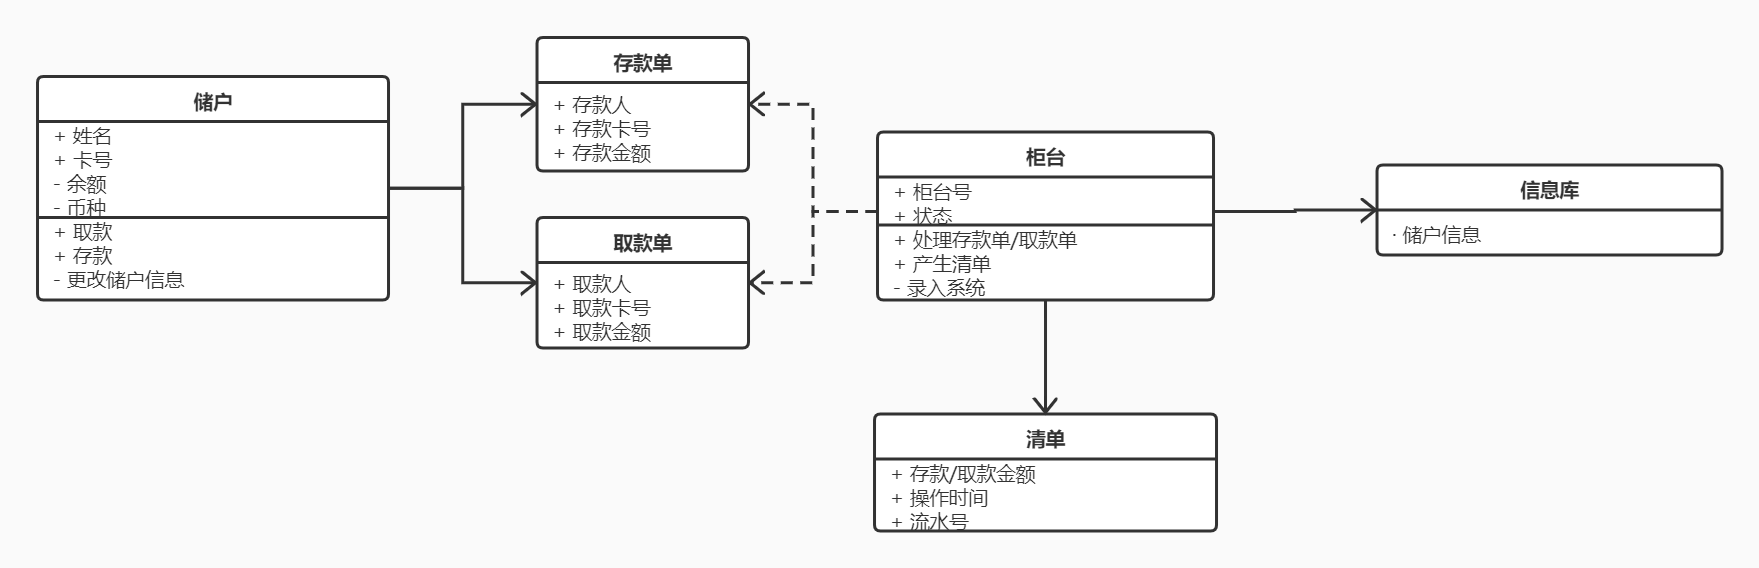 储户
+ 姓名
+ 卡号
- 余额
- 币种
+ 取款
+ 存款
- 更改储户信息
存款单
+ 存款人
+ 存款卡号
+ 存款金额
取款单
+ 取款人
+ 取款卡号
+ 取款金额
柜台
+ 柜台号
+ 状态
+ 处理存款单/取款单
+ 产生清单
- 录入系统
信息库
· 储户信息
清单
+ 存款/取款金额
+ 操作时间
+ 流水号